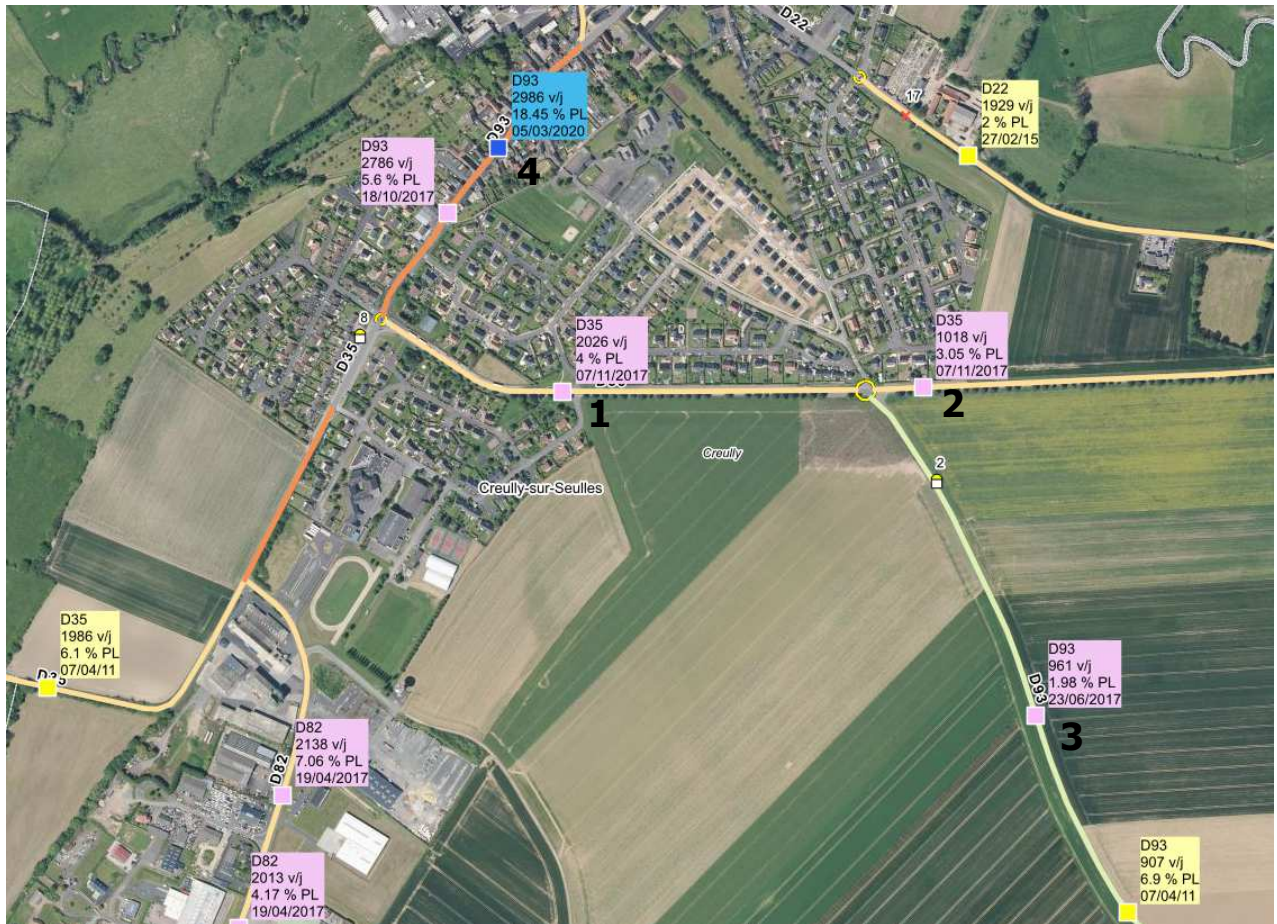 D22
D93
2986 v/j
18.45 % PL
05/03/2020
D93
4
17
D22
1929 v/j
2 % PL
27/02/15
D93
2786 v/j
5.6 % PL
18/10/2017
8
D35
D35
2026 v/j
4 % PL
07/11/2017
1
D35
1018 v/j
3.05 % PL
07/11/2017
2
Creully
2
Creully-sur-Seulles
D35
1986 v/j
6.1 % PL
07/04/11
D35
D93
961 v/j
1.98 % PL
23/06/2017
D93
3
D82
2138 v/j
7.06 % PL
19/04/2017
D82
D82
2013 v/j
4.17 % PL
19/04/2017
D93
907 v/j
6.9 % PL
07/04/11